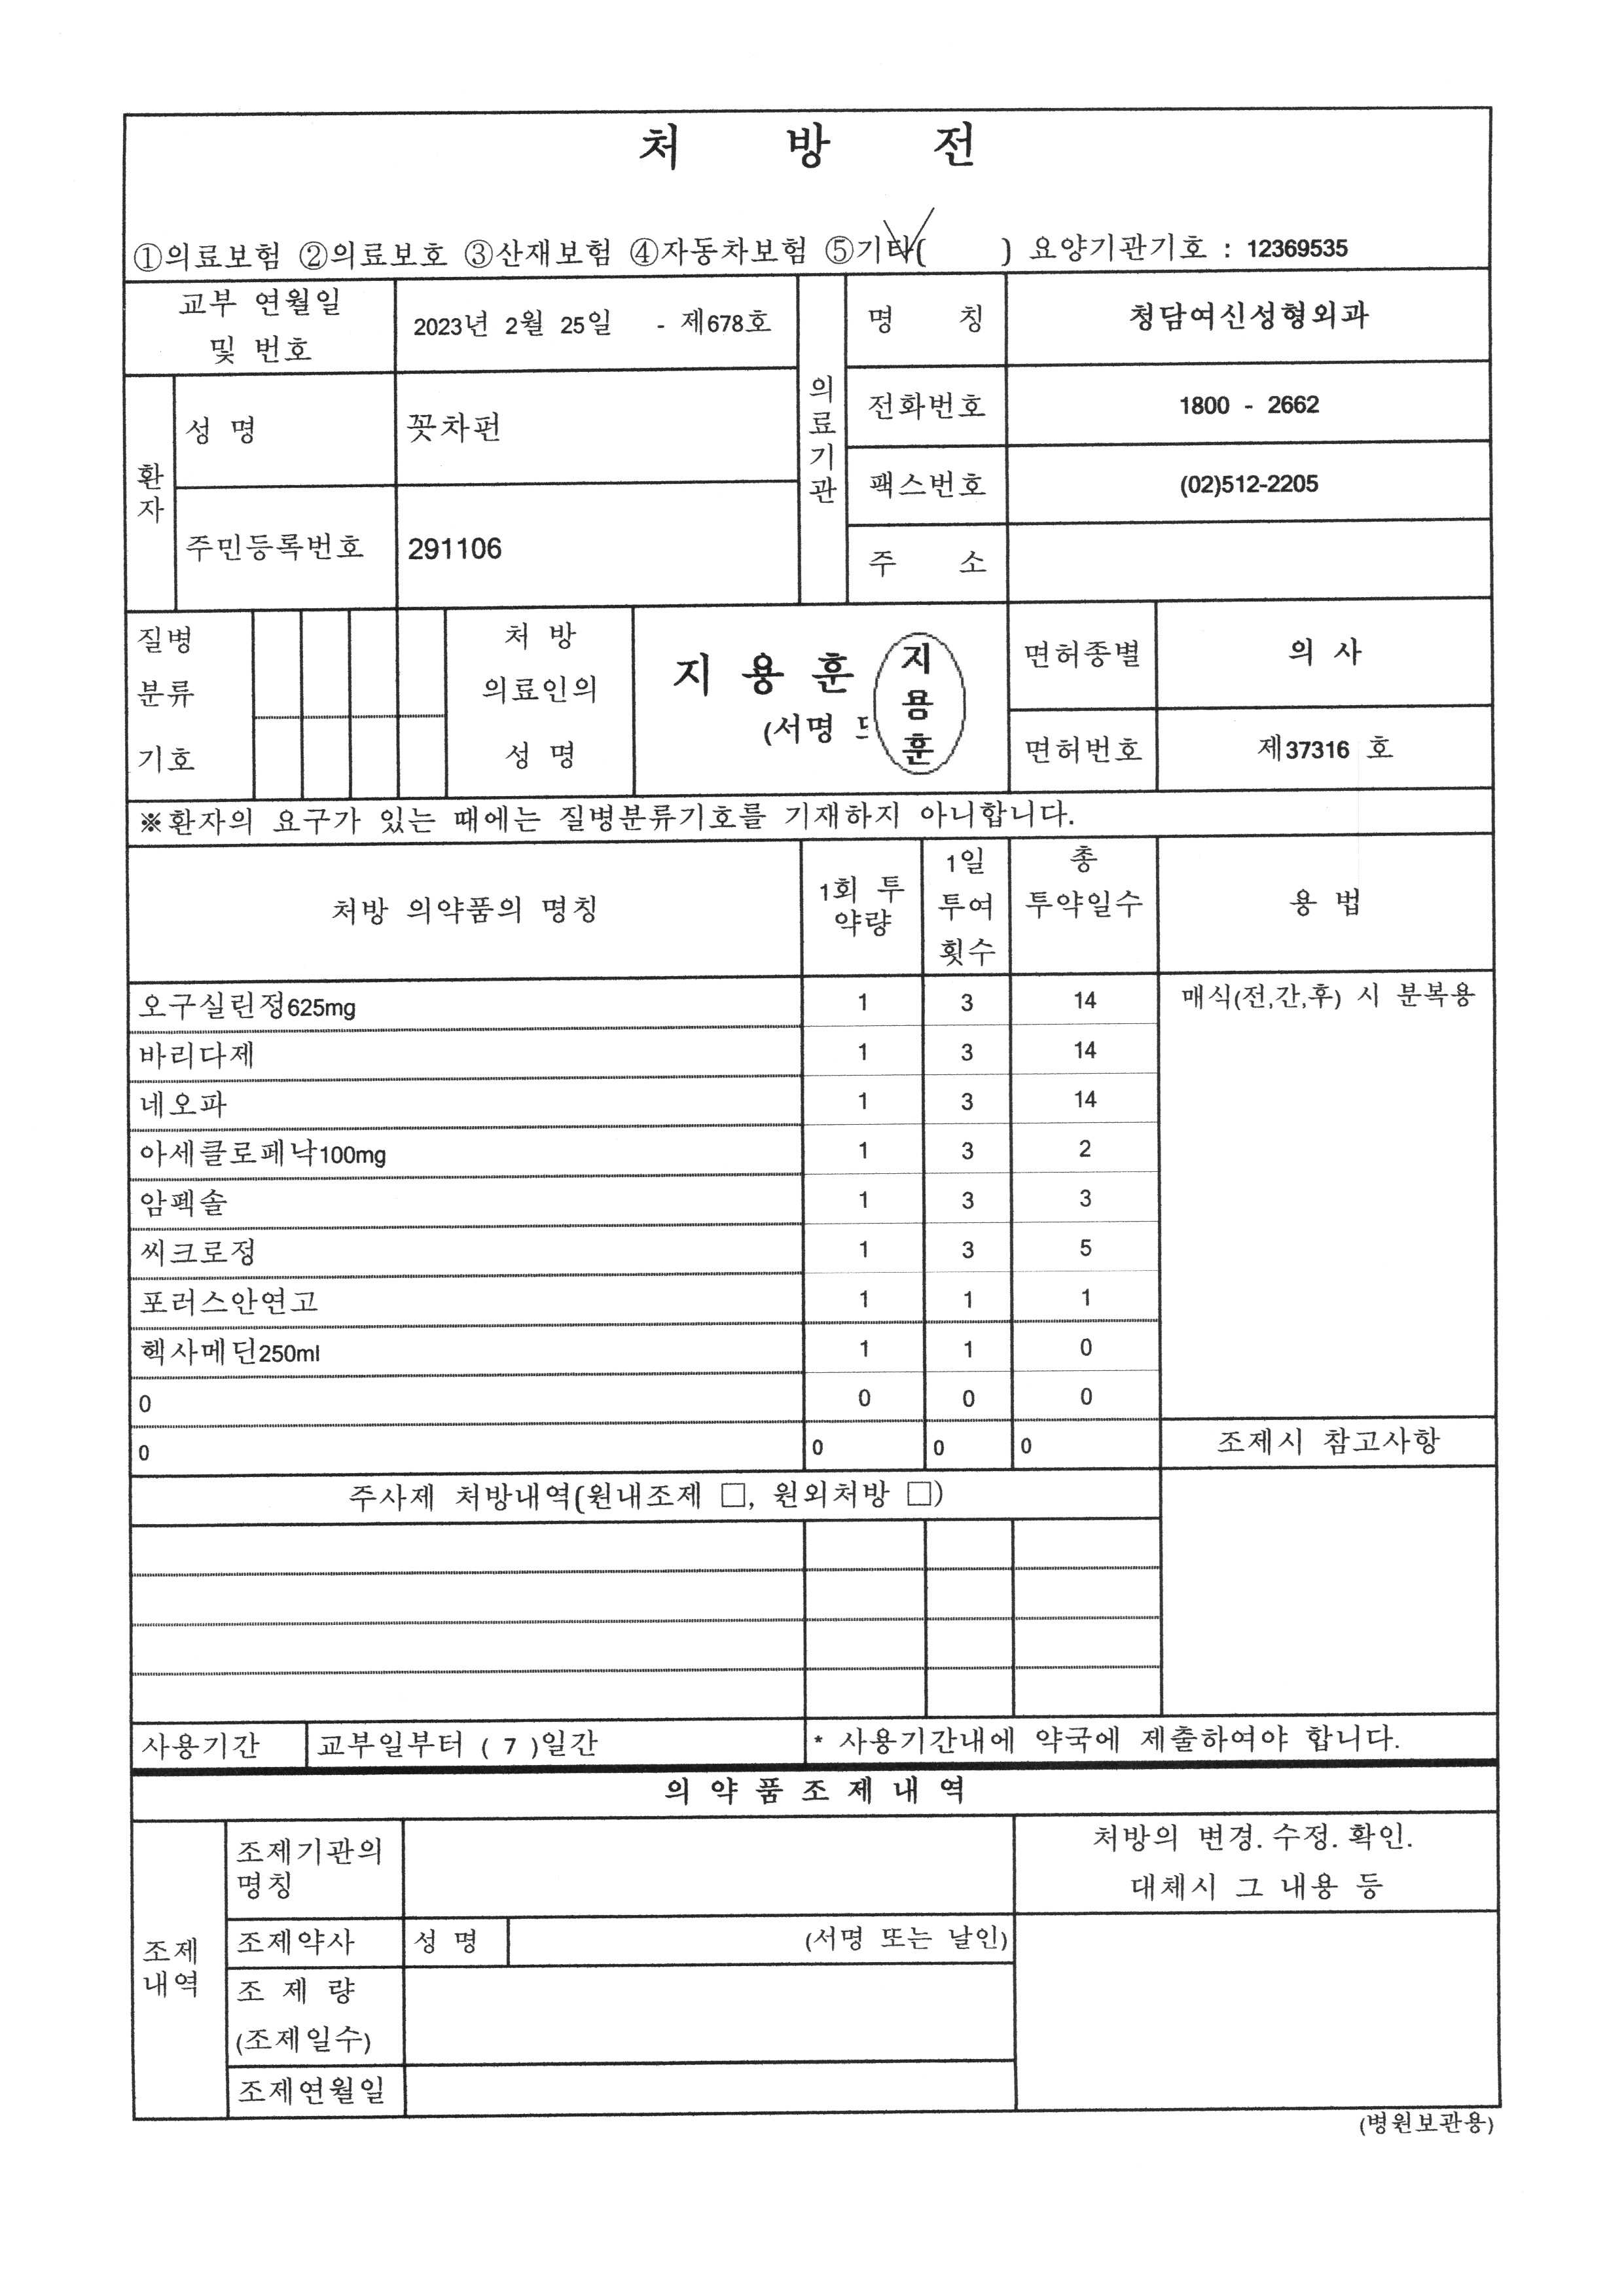 처 방 전
①의료보험 ②의료보호 ③산재보험 ④자동차보험 ⑤기타( ) 요양기관기호 : 12369535
교부 연월일 및 번호 2023년 2월 25일 - 제678호
환자 성 명 꽃차펀
주민등록번호 291106
의료기관 명 칭 청담여신성형외과
전화번호 1800 - 2662
팩스번호 (02)512-2205
주 소
질병 분류 기호
처 방 의료인의 성 명
지 용 훈
(서명
지용훈
면허종별 의 사
면허번호 제37316 호
※환자의 요구가 있는 때에는 질병분류기호를 기재하지 아니합니다.
처방 의약품의 명칭 1회 투약량 1일 투여 횟수 총 투약일수 용 법
오구실린정625mg 1 3 14 매식(전,간,후) 시 분복용
바리다제 1 3 14
네오파 1 3 14
아세클로페낙100mg 1 3 2
암펙솔 1 3 3
씨크로정 1 3 5
포러스안연고 1 1 1
헥사메딘250ml 1 1 0
0 0 0 0
0 0 0 0 조제시 참고사항
주사제 처방내역(원내조제 □, 원외처방 □)
사용기간 교부일부터 ( 7 )일간 * 사용기간내에 약국에 제출하여야 합니다.
의 약 품 조 제 내 역
조제 내역
조제기관의 명칭
처방의 변경. 수정. 확인.
대체시 그 내용 등
조제약사 성 명 (서명 또는 날인)
조 제 량
(조제일수)
조제연월일
(병원보관용)